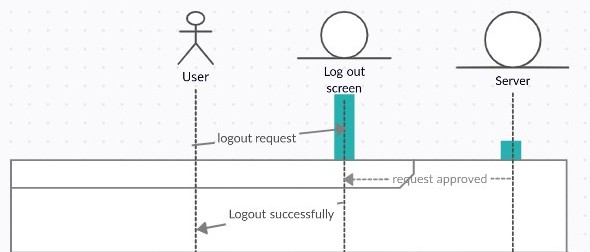 User
Log out
screen
Server
logout request
request approved
Logout successfully